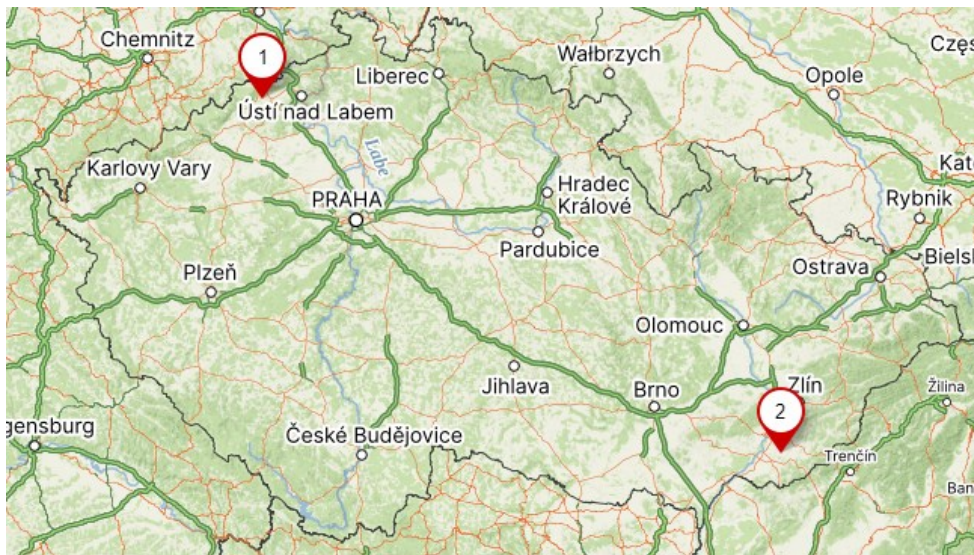 Chemnitz
1
Liberec
Wałbrzych
Częs
Opole
Ústí nad Labem
Labe
Karlovy Vary
Kato
PRAHA
Hradec
Králové
Rybnik
Pardubice
Plzeň
Ostrava
Bielsk
Olomouc
Jihlava
Brno
Zlín
Žilina
2
gensburg
České Budějovice
Trenčín
Ban